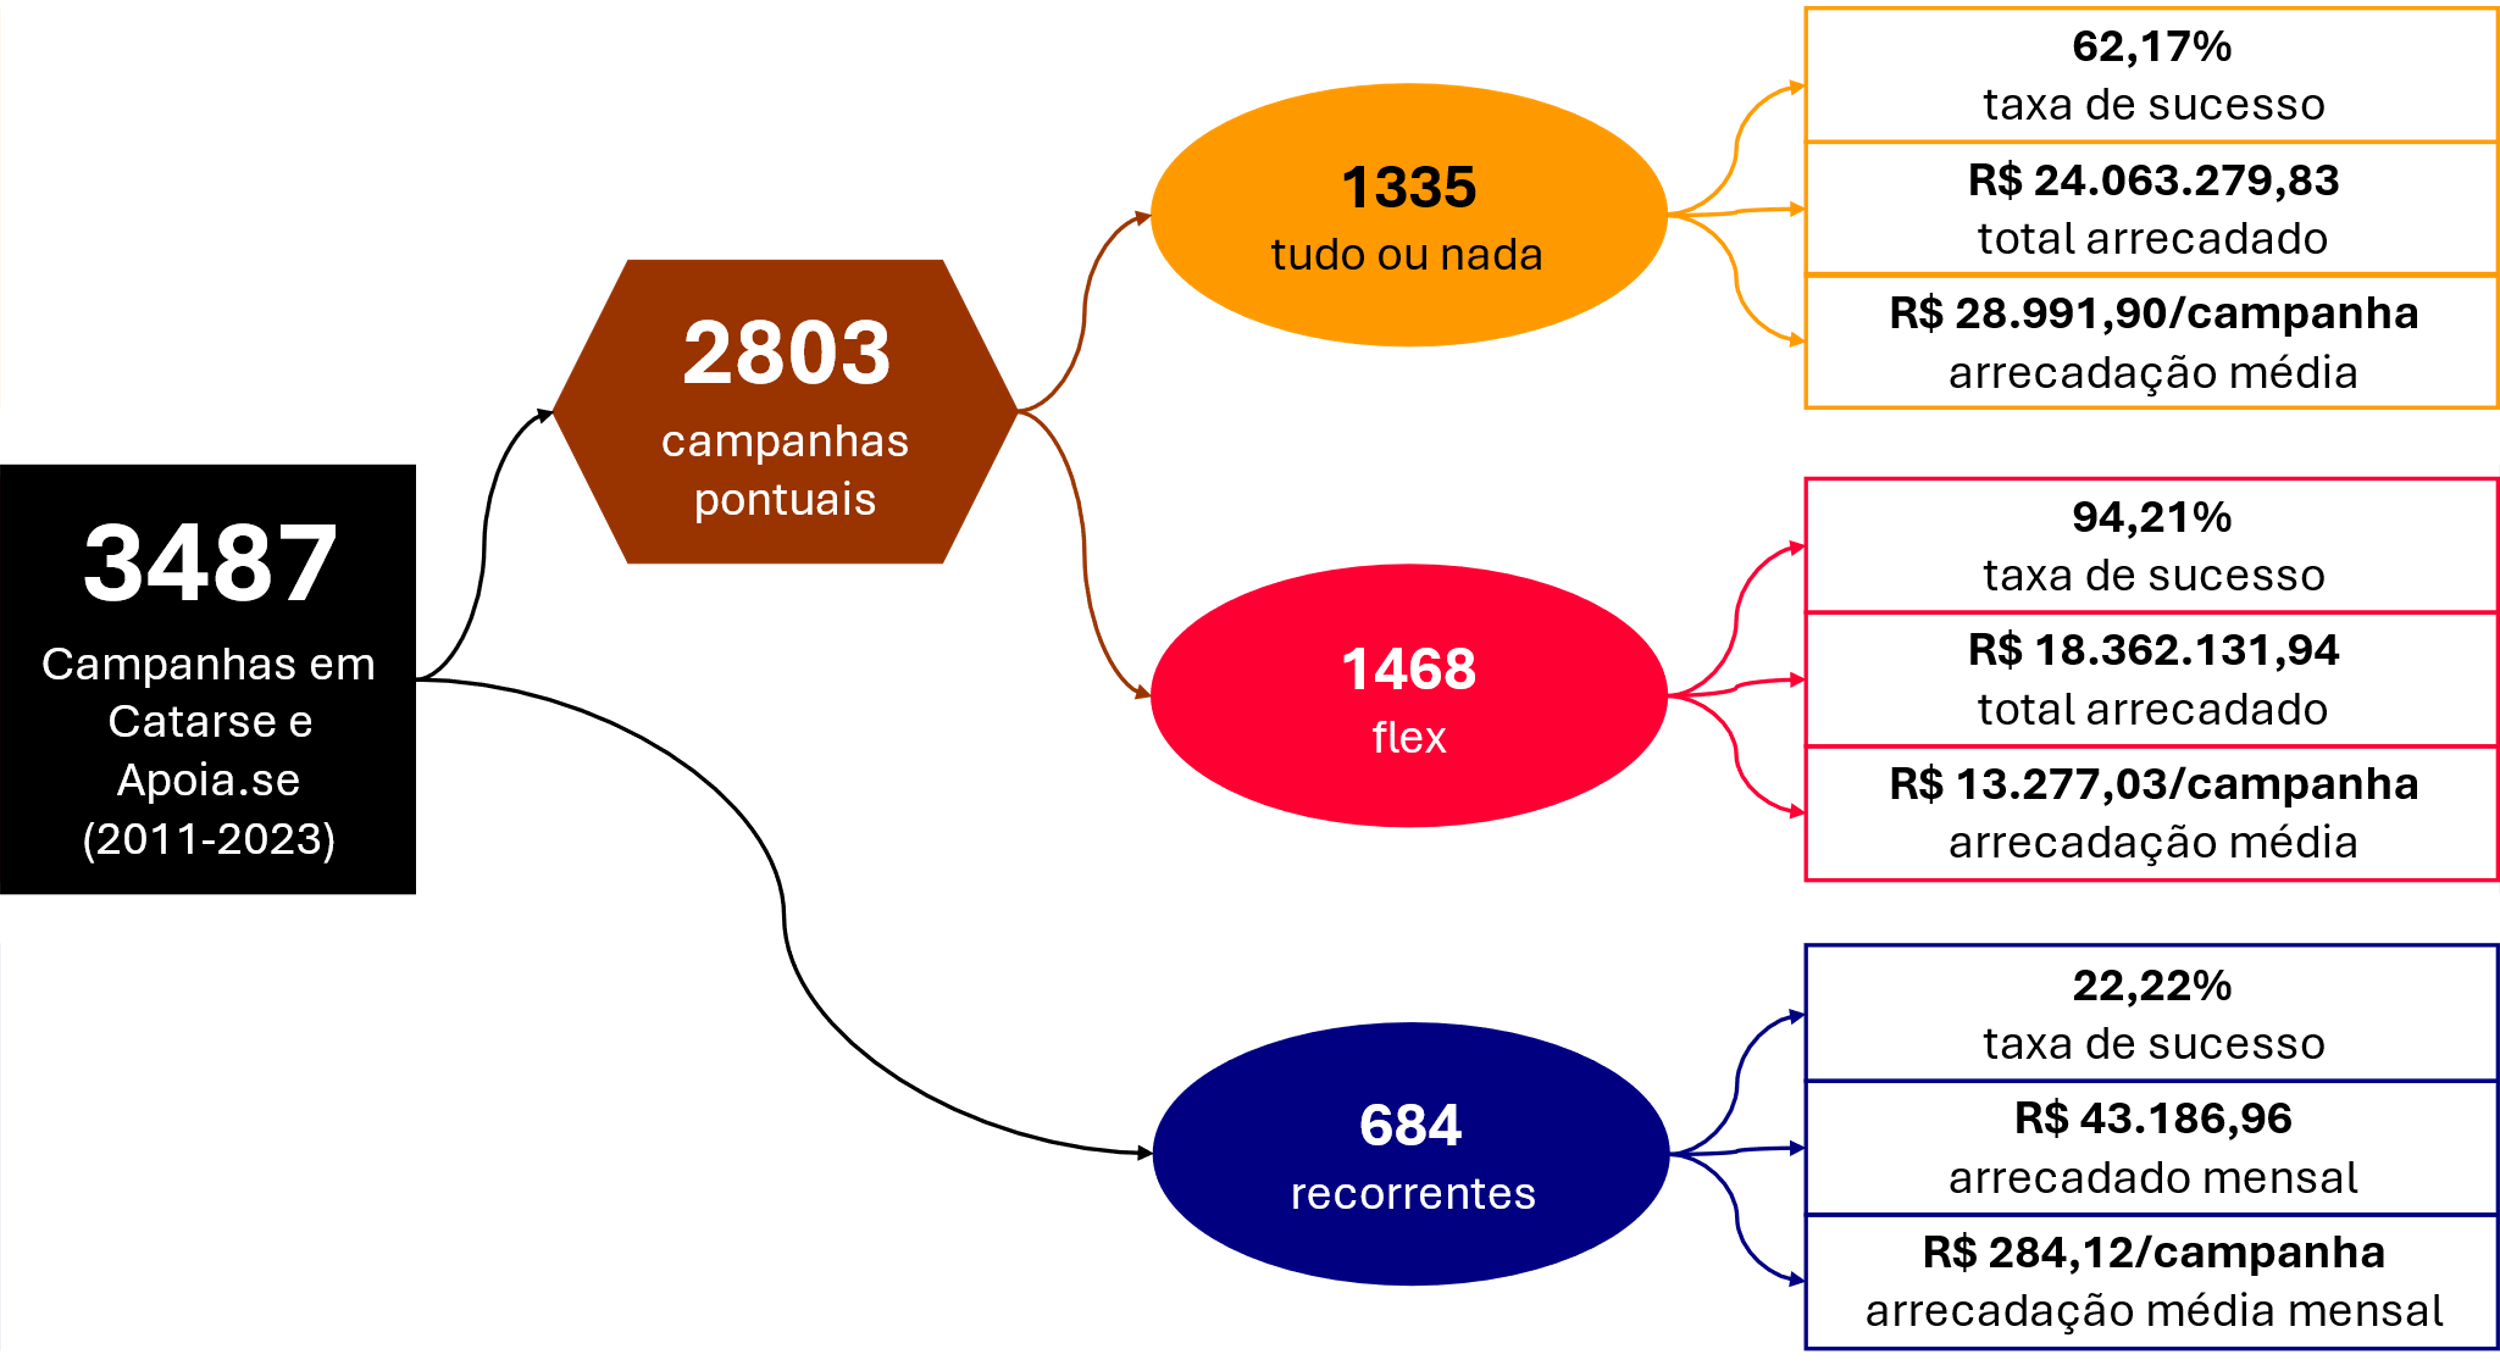 3487
Campanhas em
Catarse e
Apoia.se
(2011-2023)
2803
campanhas
pontuais
1335
tudo ou nada
62,17%
taxa de sucesso
R$ 24.063.279,83
total arrecadado
R$ 28.991,90/campanha
arrecadação média
1468
flex
94,21%
taxa de sucesso
R$ 18.362.131,94
total arrecadado
R$ 13.277,03/campanha
arrecadação média
684
recorrentes
22,22%
taxa de sucesso
R$ 43.186,96
arrecadado mensal
R$ 284,12/campanha
arrecadação média mensal